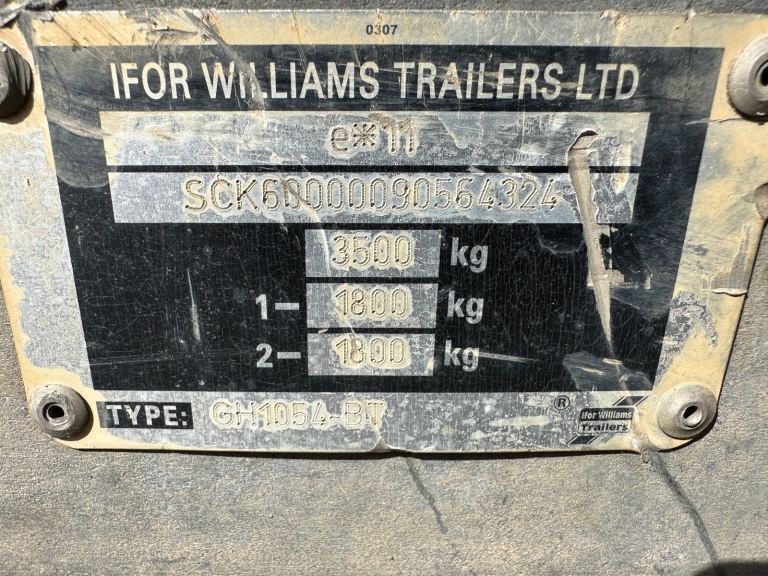 0307
IFOR WILLIAMS TRAILERS LTD
e*11
SCK60000090564324
3500 kg
1– 1800 kg
2– 1800 kg
TYPE: GH1054-BT ®
Ifor Williams
Trailers